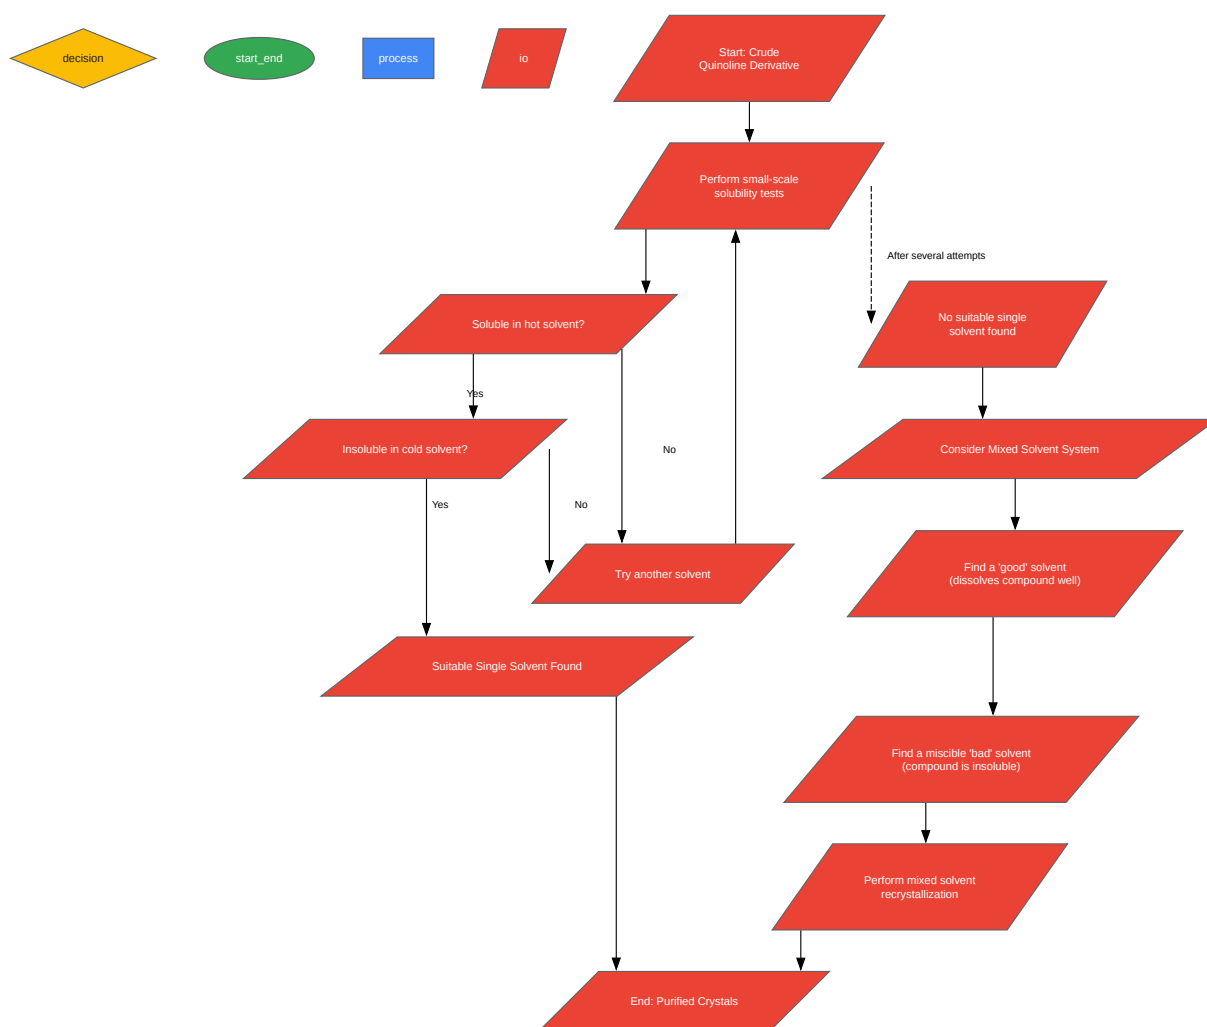 decision
start_end
process
io
Start: Crude
Quinoline Derivative
Perform small-scale
solubility tests
After several attempts
Soluble in hot solvent?
No suitable single
solvent found
Yes
Insoluble in cold solvent?
No
Consider Mixed Solvent System
Yes
No
Try another solvent
Find a 'good' solvent
(dissolves compound well)
Suitable Single Solvent Found
Find a miscible 'bad' solvent
(compound is insoluble)
Perform mixed solvent
recrystallization
End: Purified Crystals